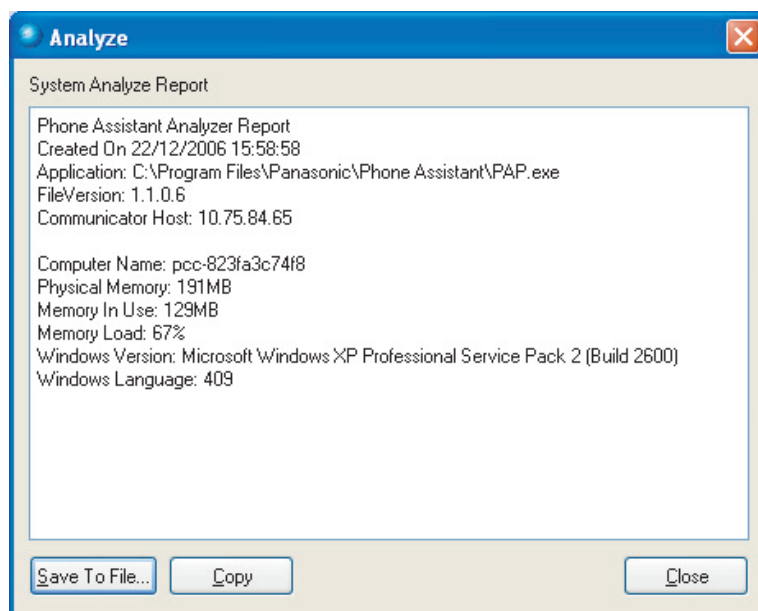 Analyze
System Analyze Report
Phone Assistant Analyzer Report
Created On 22/12/2006 15:58:58
Application: C:\Program Files\Panasonic\Phone Assistant\PAP.exe
FileVersion: 1.1.0.6
Communicator Host: 10.75.84.65
Computer Name: pcc-823fa3c74f8
Physical Memory: 191MB
Memory In Use: 129MB
Memory Load: 67%
Windows Version: Microsoft Windows XP Professional Service Pack 2 (Build 2600)
Windows Language: 409
Save To File... Copy Close